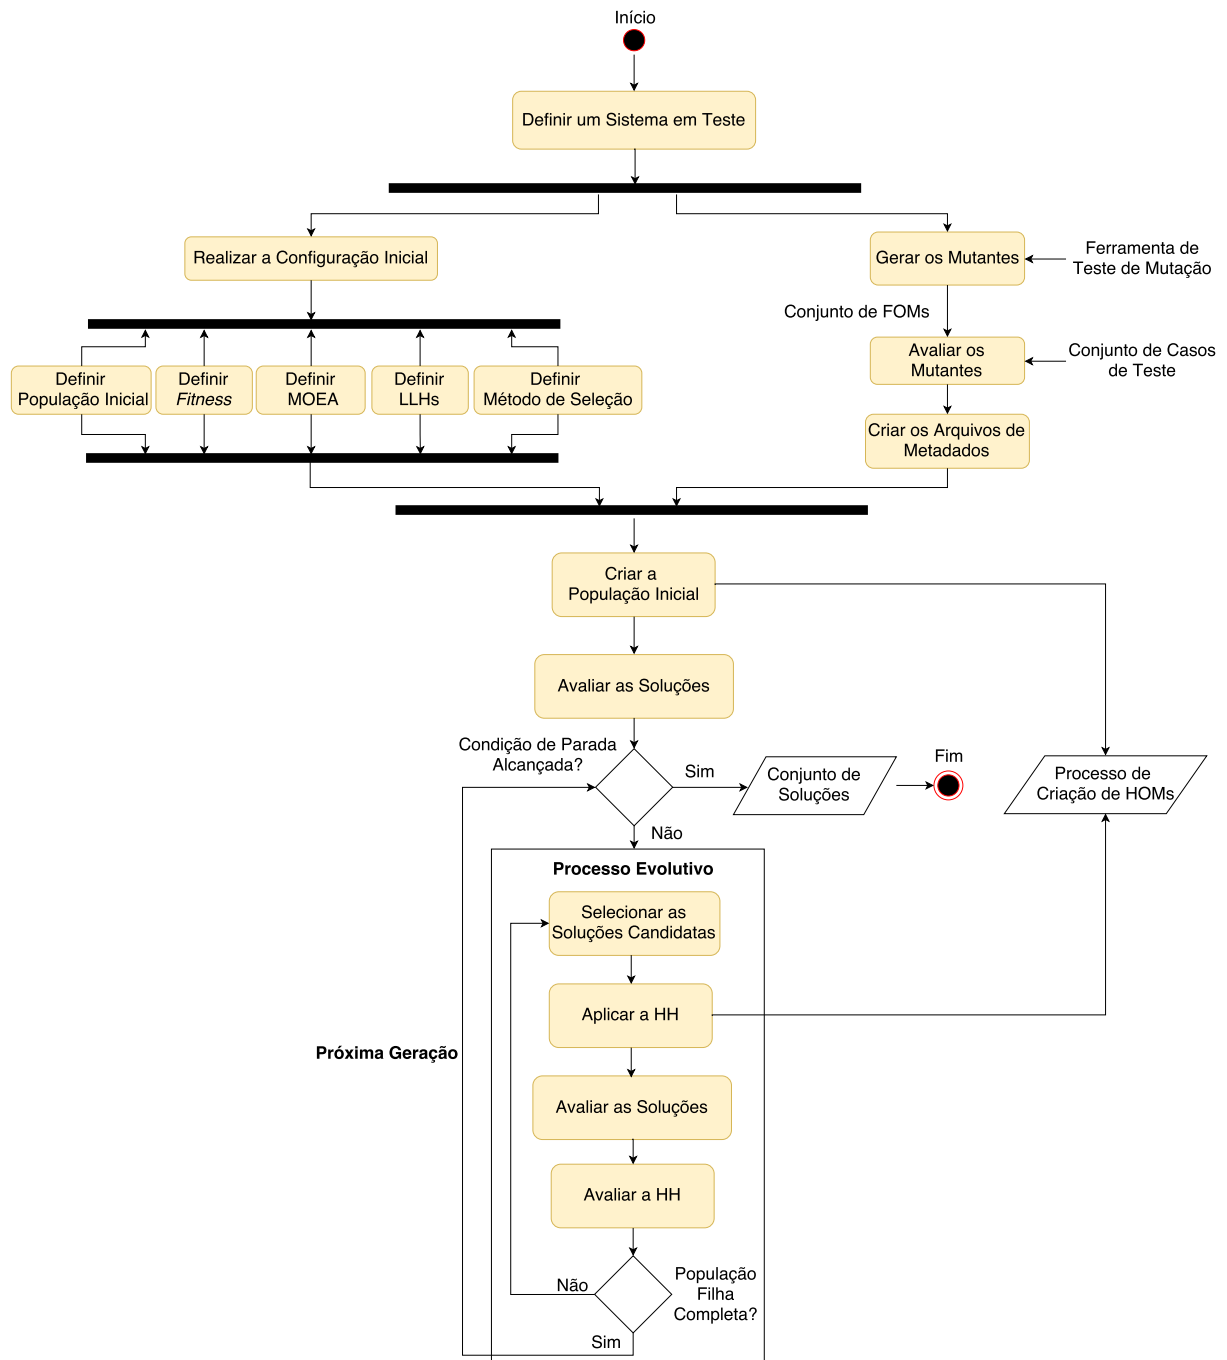 Início
Definir um Sistema em Teste
Realizar a Configuração Inicial
Gerar os Mutantes
Ferramenta de
Teste de Mutação
Conjunto de FOMs
Avaliar os
Mutantes
Conjunto de Casos
de Teste
Definir
População Inicial
Definir
Fitness
Definir
MOEA
Definir
LLHs
Definir
Método de Seleção
Criar os Arquivos de
Metadados
Criar a
População Inicial
Avaliar as Soluções
Condição de Parada
Alcançada?
Sim
Conjunto de
Soluções
Fim
Processo de
Criação de HOMs
Não
Processo Evolutivo
Selecionar as
Soluções Candidatas
Aplicar a HH
Próxima Geração
Avaliar as Soluções
Avaliar a HH
Não
População
Filha
Completa?
Sim